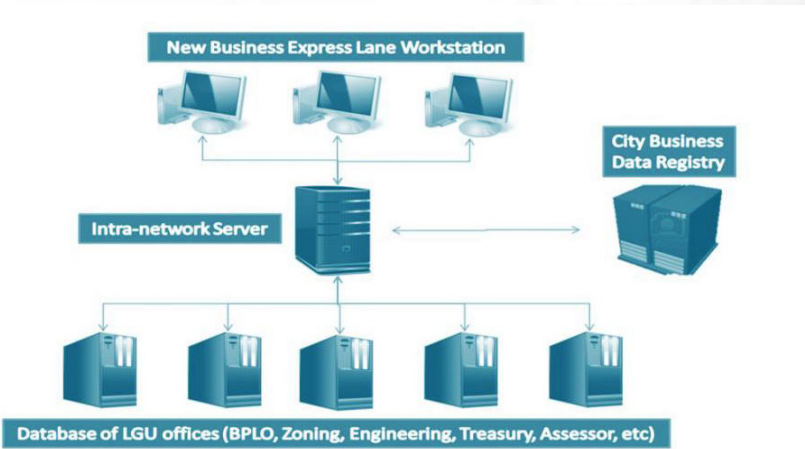 New Business Express Lane Workstation
City Business
Data Registry
Intra-network Server
Database of LGU offices (BPLO, Zoning, Engineering, Treasury, Assessor, etc)